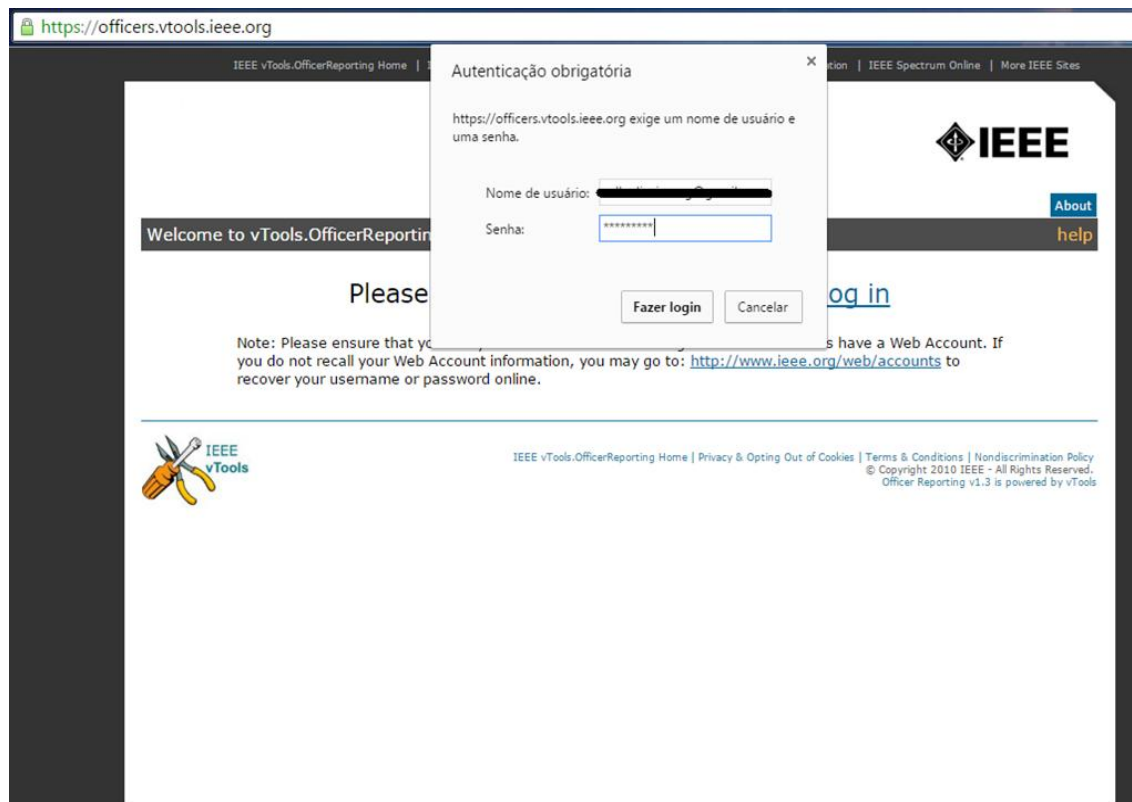 https://officers.vtools.ieee.org
IEEE vTools.OfficerReporting Home |
| IEEE Spectrum Online | More IEEE Sites
Autenticação obrigatória
×
https://officers.vtools.ieee.org exige um nome de usuário e
uma senha.
IEEE
Nome de usuário:
About
Senha: *********
Welcome to vTools.OfficerReportin
help
Fazer login
Cancelar
Please
og in
Note: Please ensure that
s have a Web Account. If
you do not recall your Web Account information, you may go to: http://www.ieee.org/web/accounts to
recover your username or password online.
IEEE
vTools
IEEE vTools.OfficerReporting Home | Privacy & Opting Out of Cookies | Terms & Conditions | Nondiscrimination Policy
© Copyright 2010 IEEE - All Rights Reserved.
Officer Reporting v1.3 is powered by vTools